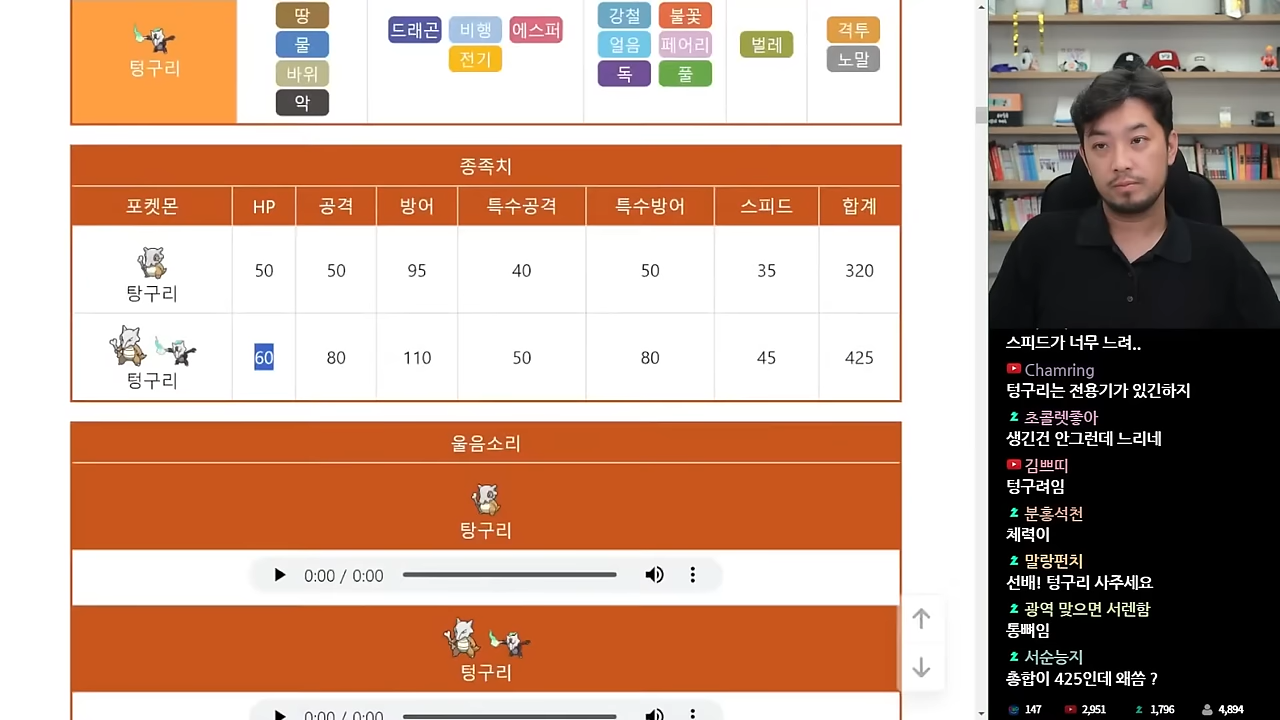 텅구리
땅
물
바위
악
드래곤 비행 에스퍼
전기
강철 불꽃
얼음 페어리
독 풀
벌레
격투
노말
종족치
포켓몬 HP 공격 방어 특수공격 특수방어 스피드 합계
탕구리 50 50 95 40 50 35 320
텅구리 60 80 110 50 80 45 425
울음소리
탕구리
0:00 / 0:00
텅구리
0:00 / 0:00
스피드가 너무 느려..
Chamring
텅구리는 전용기가 있긴하지
초콜렛좋아
생긴건 안그런데 느리네
김쁘띠
텅구려임
분홍석천
체력이
말랑펀치
선배! 텅구리 사주세요
광역 맞으면 서렌함
통뼈임
서순능지
총합이 425인데 왜씀 ?
147 2,951 1,796 4,894